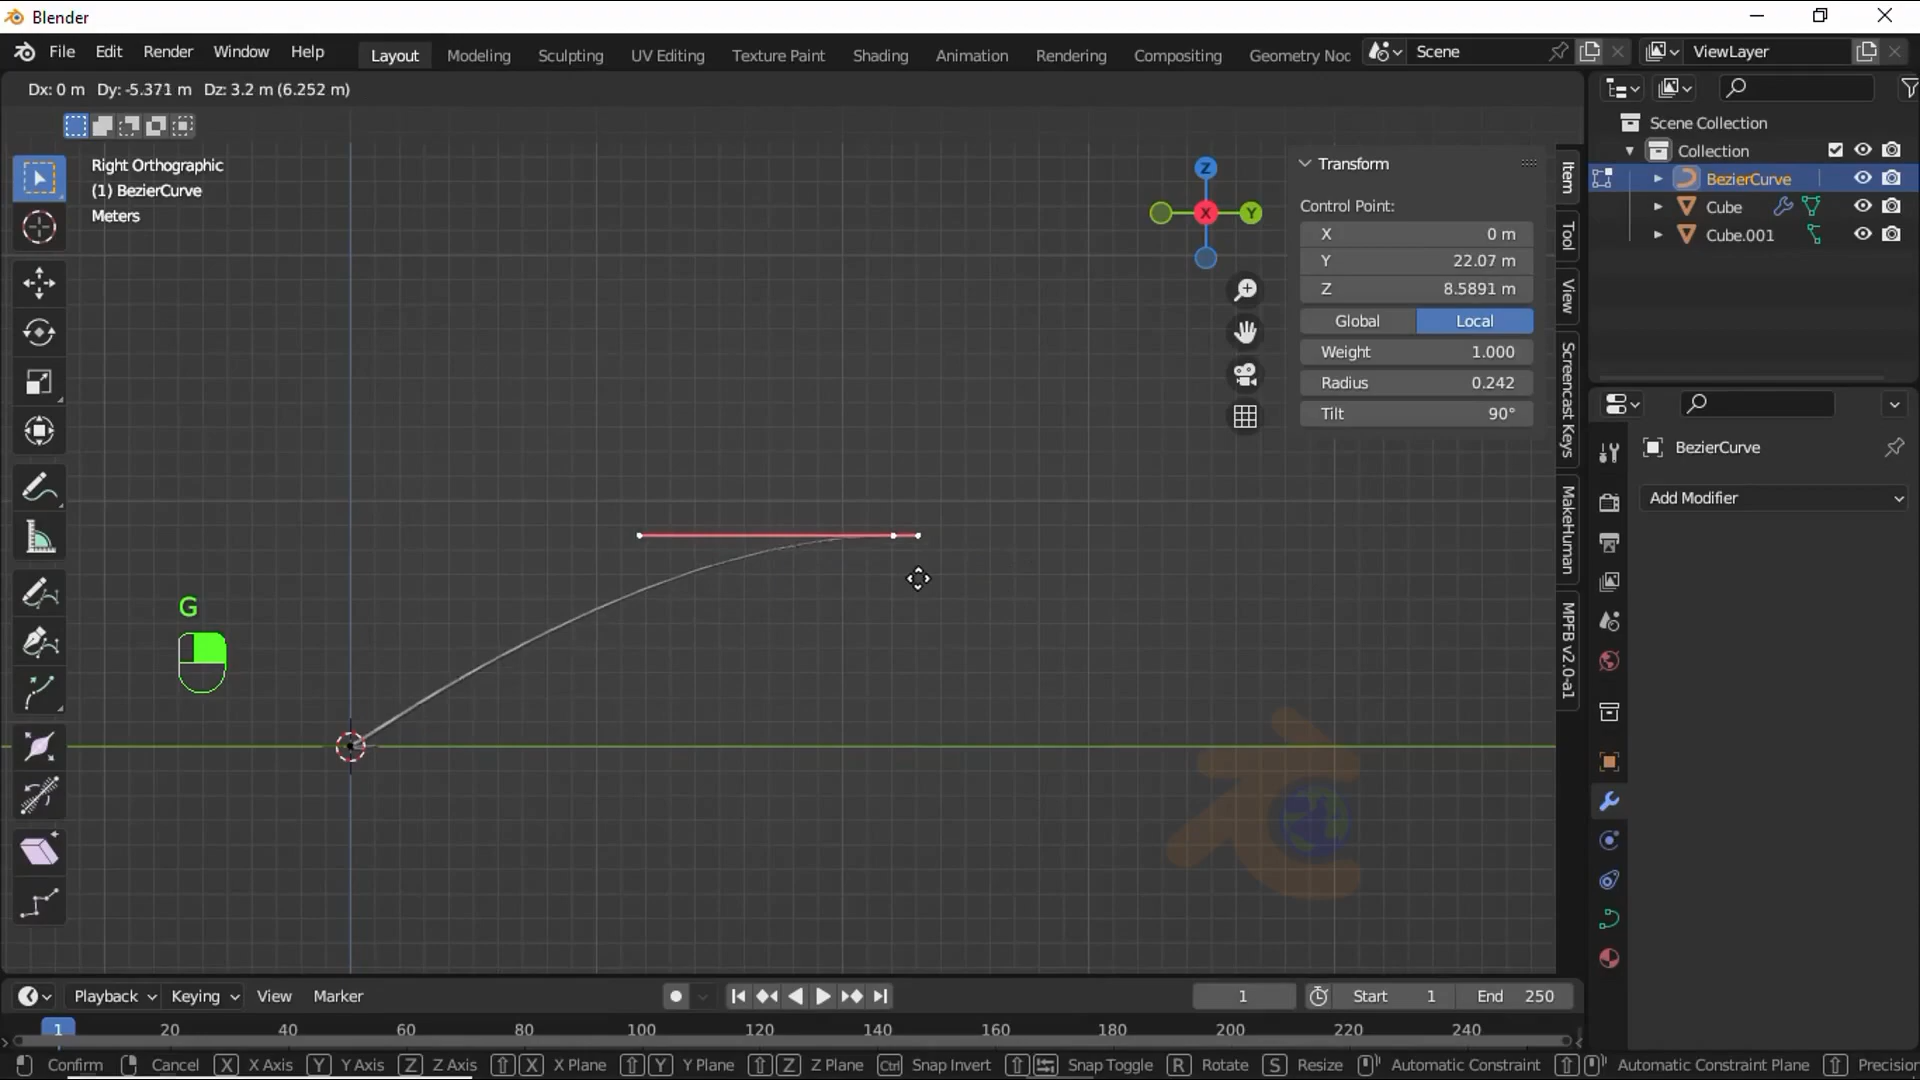 Blender
File Edit Render Window Help Layout Modeling Sculpting UV Editing Texture Paint Shading Animation Rendering Compositing Geometry Noc Scene ViewLayer
Dx: 0 m Dy: -5.371 m Dz: 3.2 m (6.252 m)
Right Orthographic
(1) BezierCurve
Meters
Z
Y
X
Transform
Control Point:
X 0 m
Y 22.07 m
Z 8.5891 m
Global Local
Weight 1.000
Radius 0.242
Tilt 90°
Item
Tool
View
Screencast Keys
MakeHuman
MPFB v2.0-a1
Scene Collection
Collection
BezierCurve
Cube
Cube.001
BezierCurve
Add Modifier
G
Playback Keying View Marker 1 Start 1 End 250
1 20 40 60 80 100 120 140 160 180 200 220 240
Confirm Cancel X X Axis Y Y Axis Z Z Axis X X Plane Y Y Plane Z Z Plane Ctrl Snap Invert Snap Toggle R Rotate S Resize Automatic Constraint Automatic Constraint Plane Precision